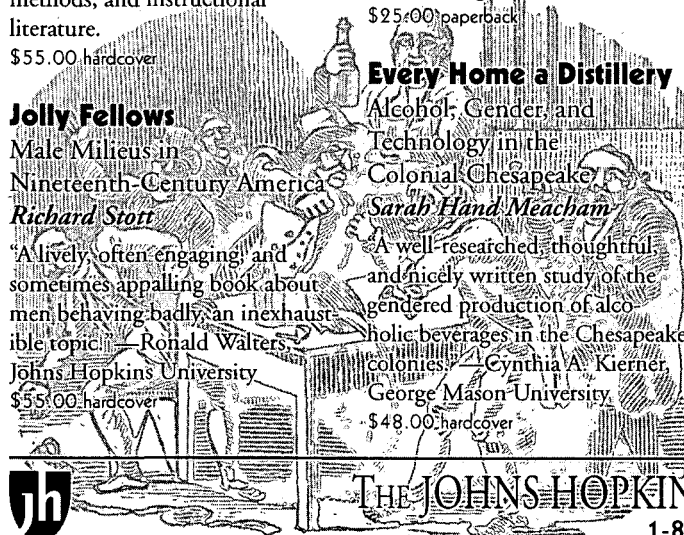 methods, and instructional
literature.
$55.00 hardcover
Jolly Fellows
Male Milieus in
Nineteenth-Century America
Richard Stott
“A lively, often engaging, and
sometimes appalling book about
men behaving badly, an inexhaust-
ible topic.” —Ronald Walters,
Johns Hopkins University
$55.00 hardcover
$25.00 paperback
Every Home a Distillery
Alcohol, Gender, and
Technology in the
Colonial Chesapeake
Sarah Hand Meacham
“A well-researched, thoughtful,
and nicely written study of the
gendered production of alco-
holic beverages in the Chesapeake
colonies.” —Cynthia A. Kierner,
George Mason University
$48.00 hardcover
jh
THE JOHNS HOPKIN
1-8